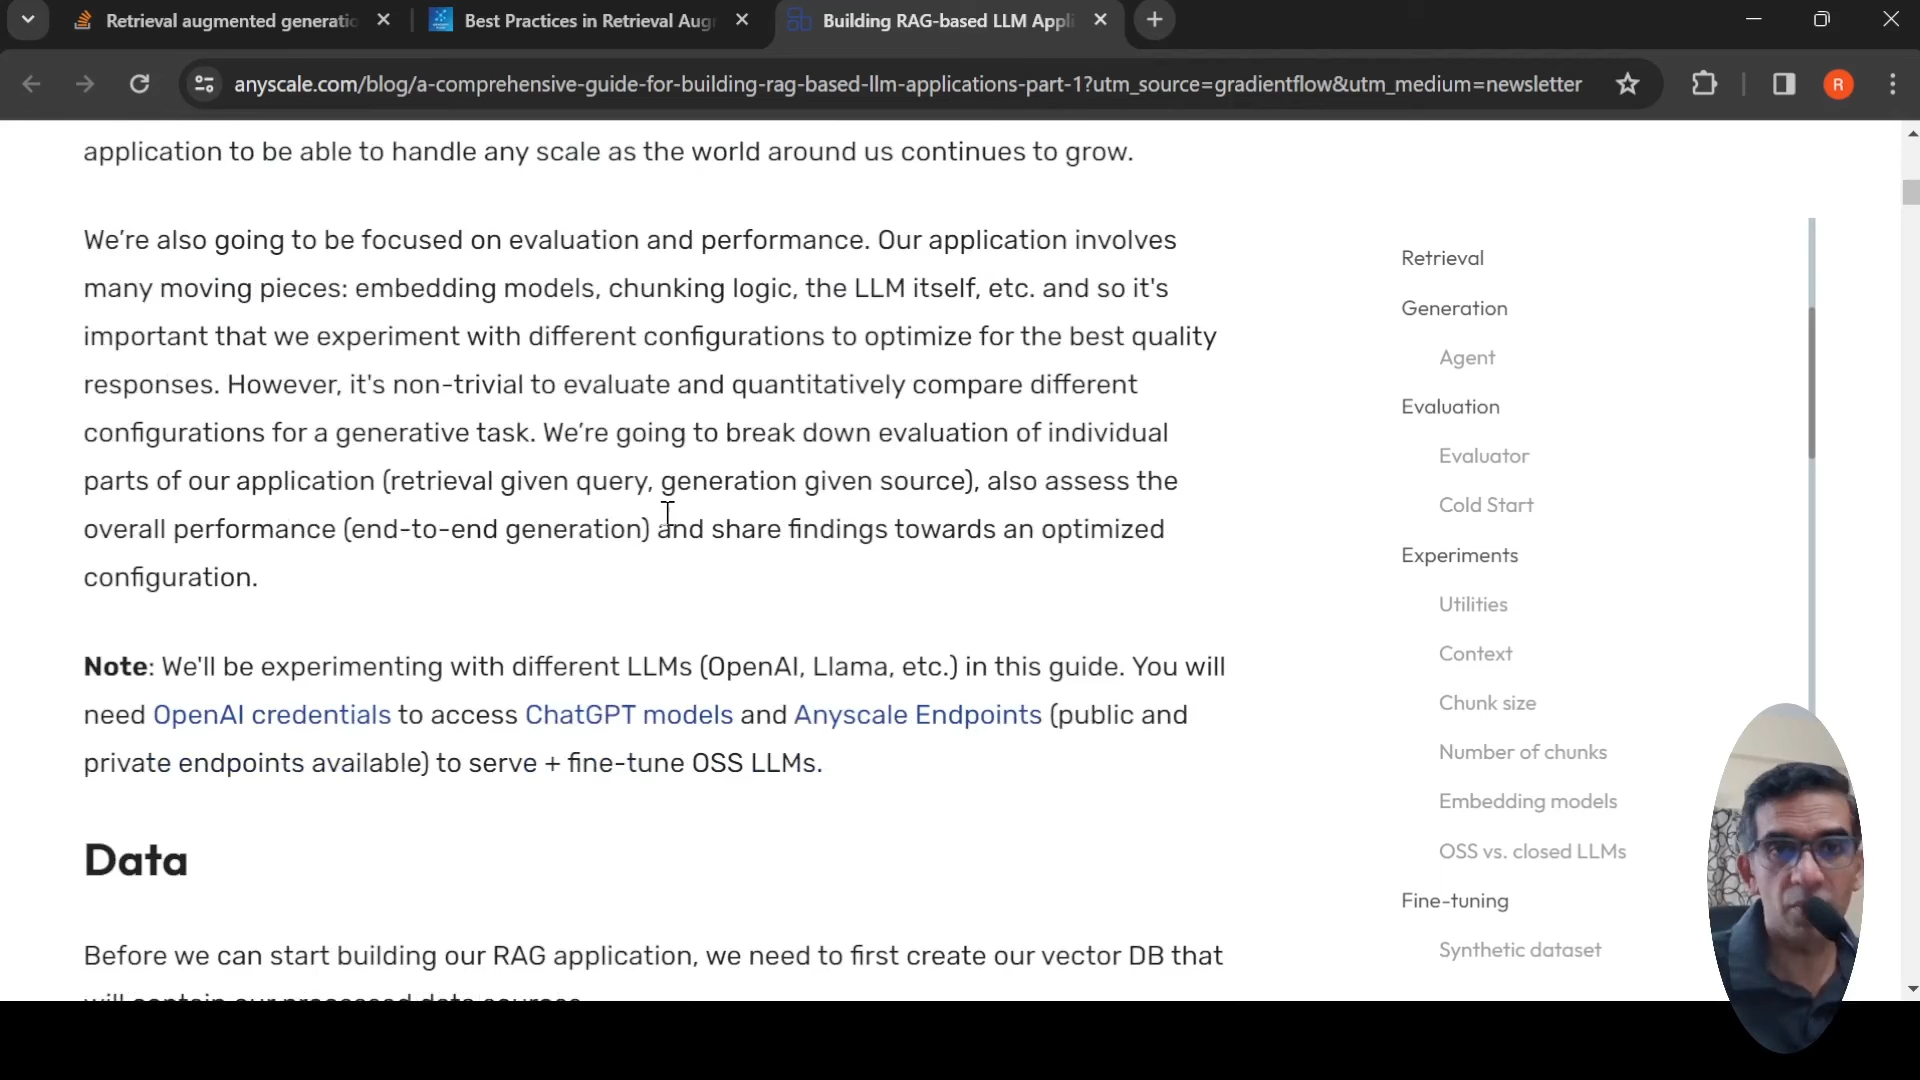 Retrieval augmented generatio
Best Practices in Retrieval Aug
Building RAG-based LLM Appl
anyscale.com/blog/a-comprehensive-guide-for-building-rag-based-llm-applications-part-1?utm_source=gradientflow&utm_medium=newsletter
R
application to be able to handle any scale as the world around us continues to grow.
We’re also going to be focused on evaluation and performance. Our application involves
many moving pieces: embedding models, chunking logic, the LLM itself, etc. and so it's
important that we experiment with different configurations to optimize for the best quality
responses. However, it's non-trivial to evaluate and quantitatively compare different
configurations for a generative task. We’re going to break down evaluation of individual
parts of our application (retrieval given query, generation given source), also assess the
overall performance (end-to-end generation) and share findings towards an optimized
configuration.
Note: We'll be experimenting with different LLMs (OpenAI, Llama, etc.) in this guide. You will
need OpenAI credentials to access ChatGPT models and Anyscale Endpoints (public and
private endpoints available) to serve + fine-tune OSS LLMs.
Data
Before we can start building our RAG application, we need to first create our vector DB that
will contain our processed data sources.
Retrieval
Generation
Agent
Evaluation
Evaluator
Cold Start
Experiments
Utilities
Context
Chunk size
Number of chunks
Embedding models
OSS vs. closed LLMs
Fine-tuning
Synthetic dataset